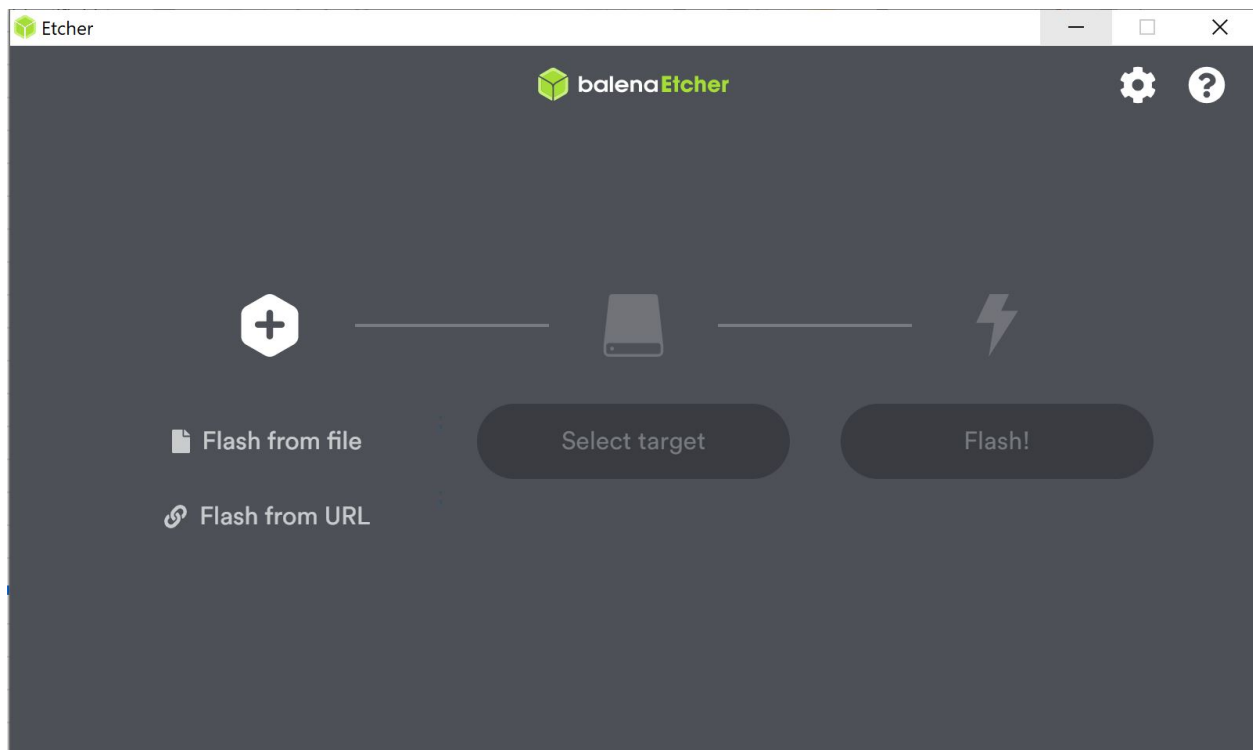 Etcher
balenaEtcher
Flash from file
Select target
Flash!
Flash from URL